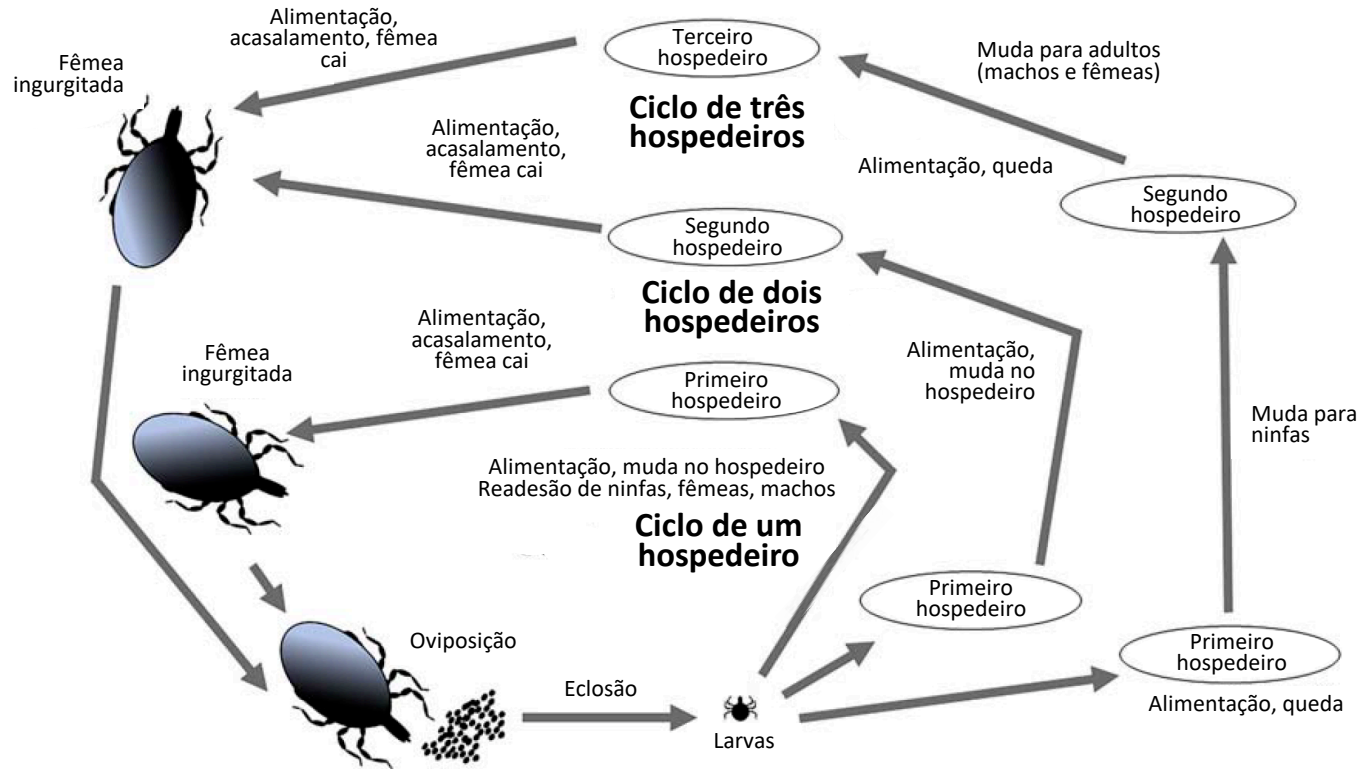 Alimentação,
acasalamento, fêmea
cai
Terceiro
hospedeiro
Muda para adultos
(machos e fêmeas)
Fêmea
ingurgitada
Ciclo de três
hospedeiros
Alimentação,
acasalamento,
fêmea cai
Alimentação, queda
Segundo
hospedeiro
Segundo
hospedeiro
Ciclo de dois
hospedeiros
Alimentação,
acasalamento,
fêmea cai
Alimentação,
muda no
hospedeiro
Fêmea
ingurgitada
Primeiro
hospedeiro
Muda para
ninfas
Alimentação, muda no hospedeiro
Readesão de ninfas, fêmeas, machos
Ciclo de um
hospedeiro
Primeiro
hospedeiro
Primeiro
hospedeiro
Oviposição
Eclosão
Alimentação, queda
Larvas